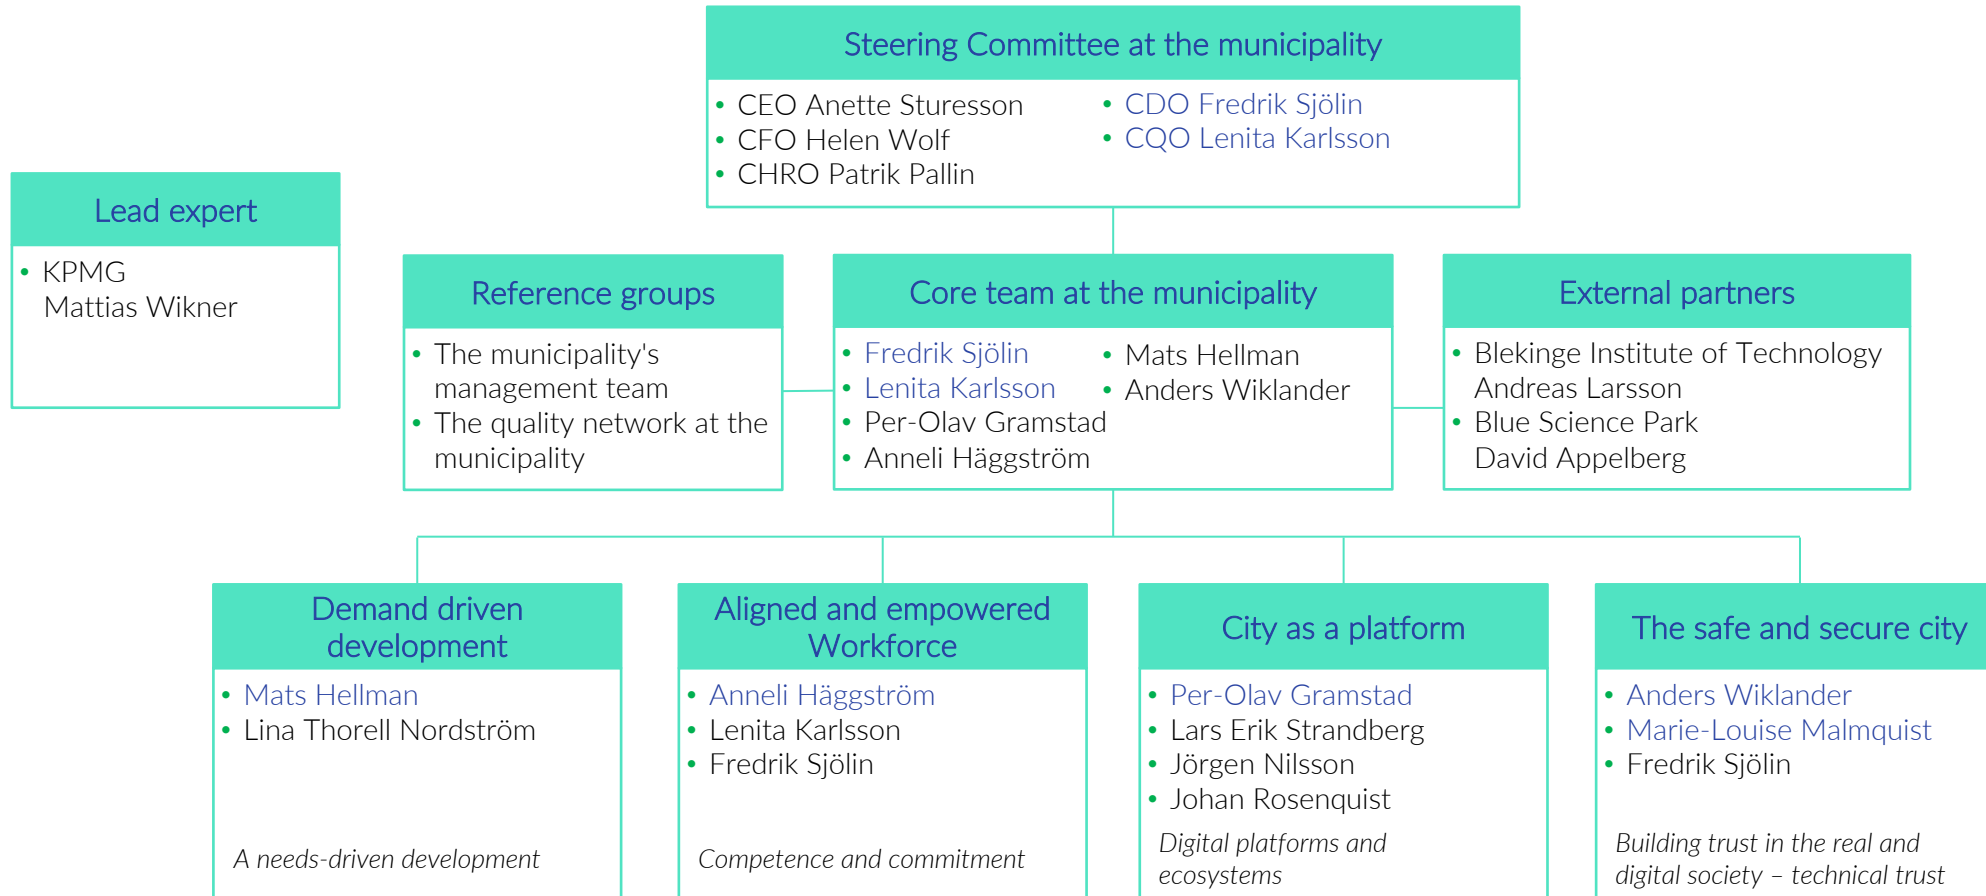 Steering Committee at the municipality
• CEO Anette Sturesson
• CFO Helen Wolf
• CHRO Patrik Pallin
• CDO Fredrik Sjölin
• CQO Lenita Karlsson
Lead expert
• KPMG
Mattias Wikner
Reference groups
• The municipality's
management team
• The quality network at the
municipality
Core team at the municipality
• Fredrik Sjölin
• Lenita Karlsson
• Per-Olav Gramstad
• Anneli Häggström
• Mats Hellman
• Anders Wiklander
External partners
• Blekinge Institute of Technology
Andreas Larsson
• Blue Science Park
David Appelberg
Demand driven
development
• Mats Hellman
• Lina Thorell Nordström
A needs-driven development
Aligned and empowered
Workforce
• Anneli Häggström
• Lenita Karlsson
• Fredrik Sjölin
Competence and commitment
City as a platform
• Per-Olav Gramstad
• Lars Erik Strandberg
• Jörgen Nilsson
• Johan Rosenquist
Digital platforms and
ecosystems
The safe and secure city
• Anders Wiklander
• Marie-Louise Malmquist
• Fredrik Sjölin
Building trust in the real and
digital society – technical trust